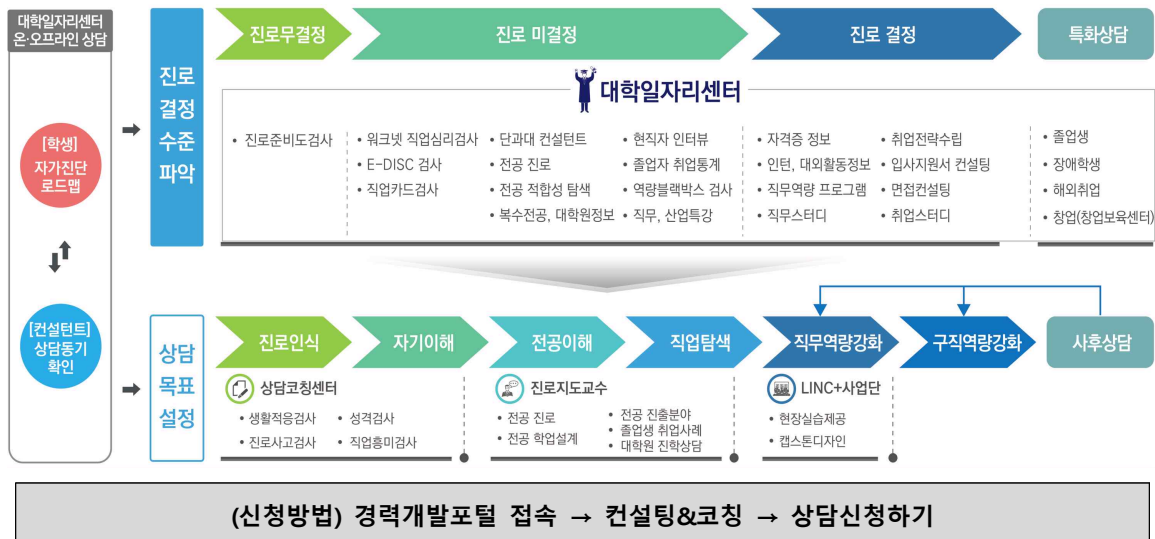 대학일자리센터
온·오프라인 상담
[학생]
자가진단
로드맵
[컨설턴트]
상담동기
확인
진로
결정
수준
파악
진로무결정
진로 미결정
진로 결정
특화상담
대학일자리센터
• 진로준비도검사
• 워크넷 직업심리검사
• E-DISC 검사
• 직업카드검사
• 단과대 컨설턴트
• 전공 진로
• 전공 적합성 탐색
• 복수전공, 대학원정보
• 현직자 인터뷰
• 졸업자 취업통계
• 역량블랙박스 검사
• 직무, 산업특강
• 자격증 정보
• 인턴, 대외활동정보
• 직무역량 프로그램
• 직무스터디
• 취업전략수립
• 입사지원서 컨설팅
• 면접컨설팅
• 취업스터디
• 졸업생
• 장애학생
• 해외취업
• 창업(창업보육센터)
상담
목표
설정
진로인식
자기이해
전공이해
직업탐색
직무역량강화
구직역량강화
사후상담
상담코칭센터
• 생활적응검사
• 진로사고검사
• 성격검사
• 직업흥미검사
진로지도교수
• 전공 진로
• 전공 학업설계
• 전공 진출분야
• 졸업생 취업사례
• 대학원 진학상담
LINC+사업단
• 현장실습제공
• 캡스톤디자인
(신청방법) 경력개발포털 접속 → 컨설팅&코칭 → 상담신청하기